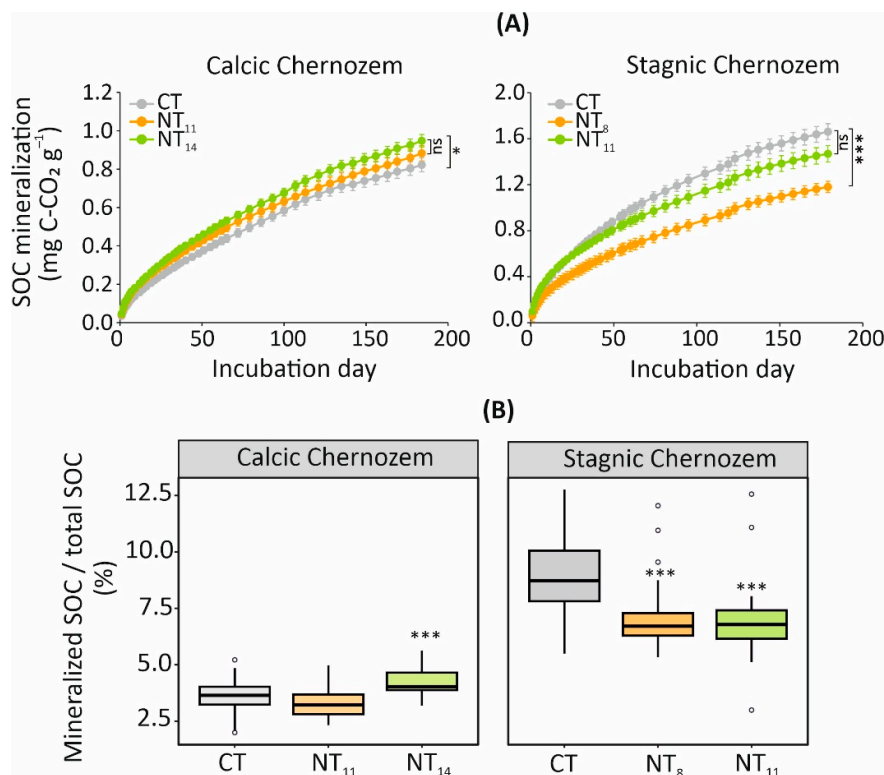 (A)
Calcic Chernozem
Stagnic Chernozem
SOC mineralization
(mg C-CO₂ g⁻¹)
1.2
1.0
0.8
0.6
0.4
0.2
0.0
CT
NT₁₁
NT₁₄
ns
*
0
50
100
150
200
Incubation day
2.0
1.6
1.2
0.8
0.4
0.0
CT
NT₈
NT₁₁
ns
***
0
50
100
150
200
Incubation day
(B)
Calcic Chernozem
Stagnic Chernozem
Mineralized SOC / total SOC
(%)
12.5
10.0
7.5
5.0
2.5
***
***
***
CT
NT₁₁
NT₁₄
CT
NT₈
NT₁₁